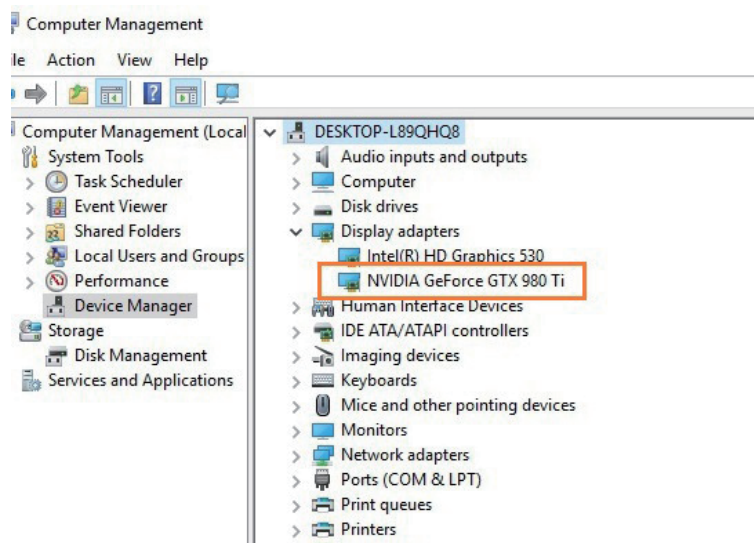 Computer Management
ile Action View Help
Computer Management (Local
System Tools
Task Scheduler
Event Viewer
Shared Folders
Local Users and Groups
Performance
Device Manager
Storage
Disk Management
Services and Applications
DESKTOP-L89QHQ8
Audio inputs and outputs
Computer
Disk drives
Display adapters
Intel(R) HD Graphics 530
NVIDIA GeForce GTX 980 Ti
Human Interface Devices
IDE ATA/ATAPI controllers
Imaging devices
Keyboards
Mice and other pointing devices
Monitors
Network adapters
Ports (COM & LPT)
Print queues
Printers